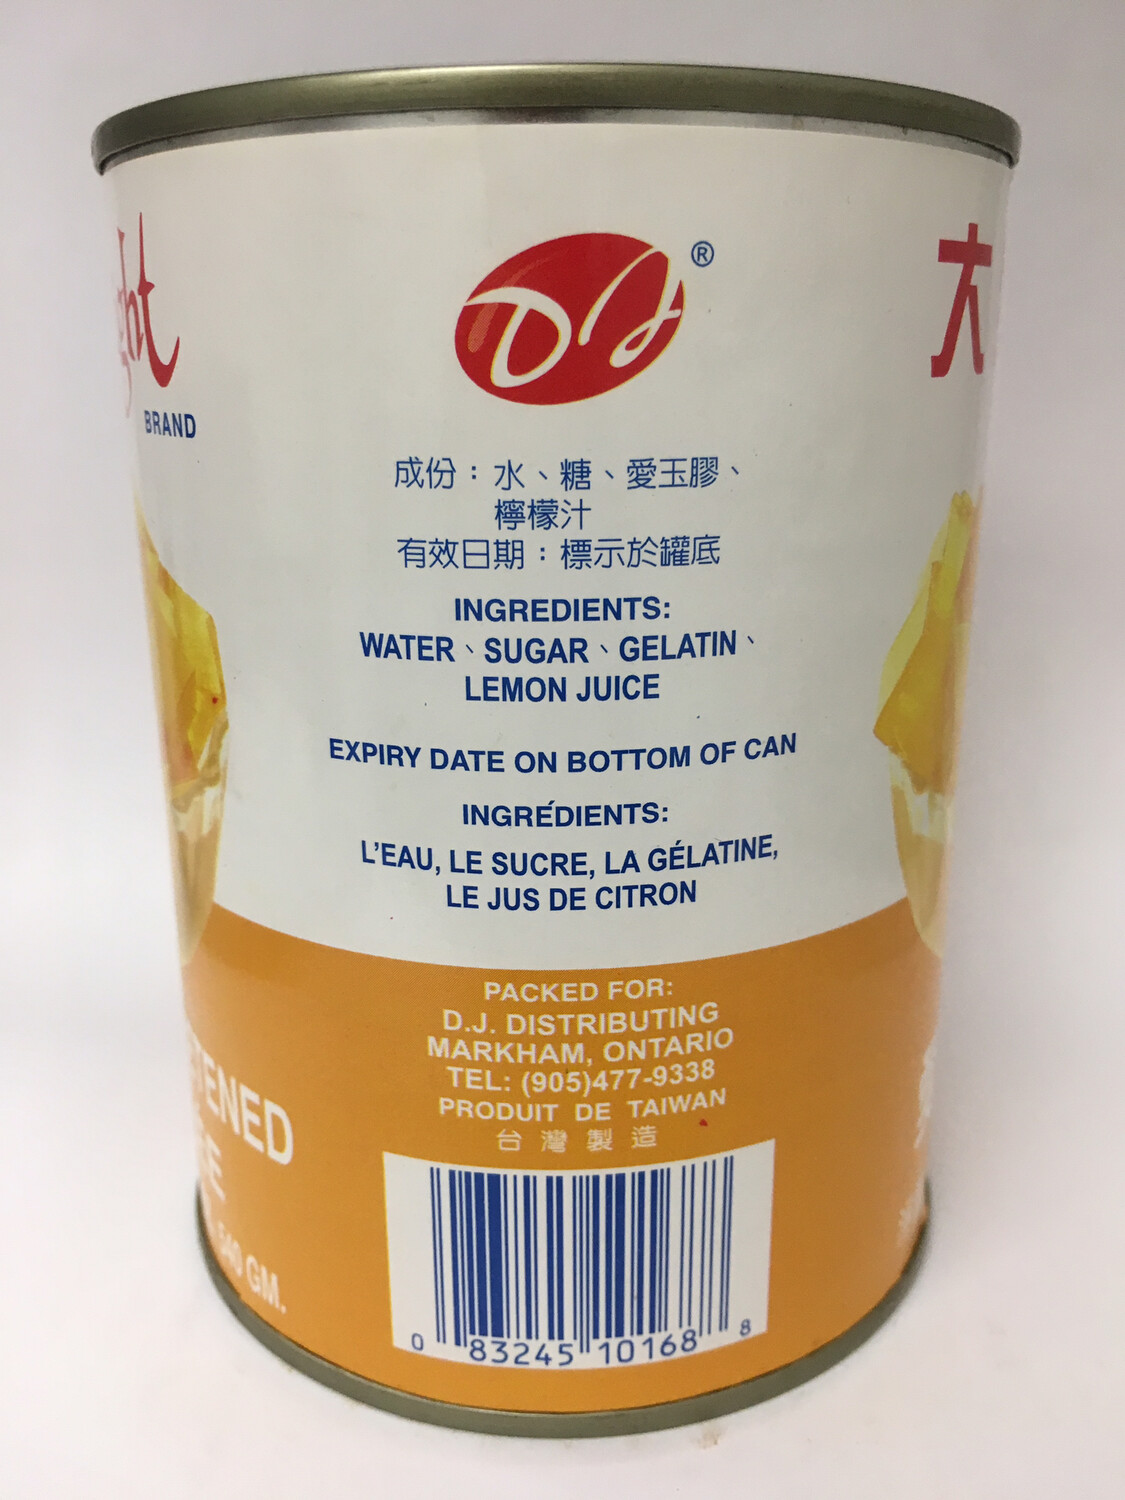 BRAND
DJ®
大
成份：水、糖、愛玉膠、
檸檬汁
有效日期：標示於罐底
INGREDIENTS:
WATER、SUGAR、GELATIN、
LEMON JUICE
EXPIRY DATE ON BOTTOM OF CAN
INGRÉDIENTS:
L'EAU, LE SUCRE, LA GÉLATINE,
LE JUS DE CITRON
PACKED FOR:
D.J. DISTRIBUTING
MARKHAM, ONTARIO
TEL: (905)477-9338
PRODUIT DE TAIWAN
台灣製造
540 GM.
0 83245 10168 8